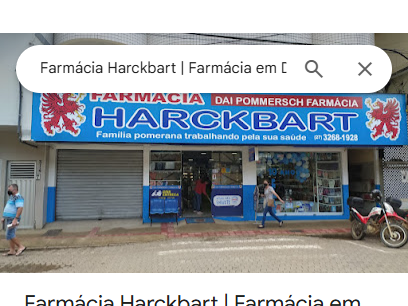 Farmácia Harckbart | Farmácia em D
FARMÁCIA
DAI POMMERSCH FARMÁCIA
HARCKBART
Família pomerana trabalhando pela sua saúde
(27) 3268-1928
Farmácia Harckbart | Farmácia em